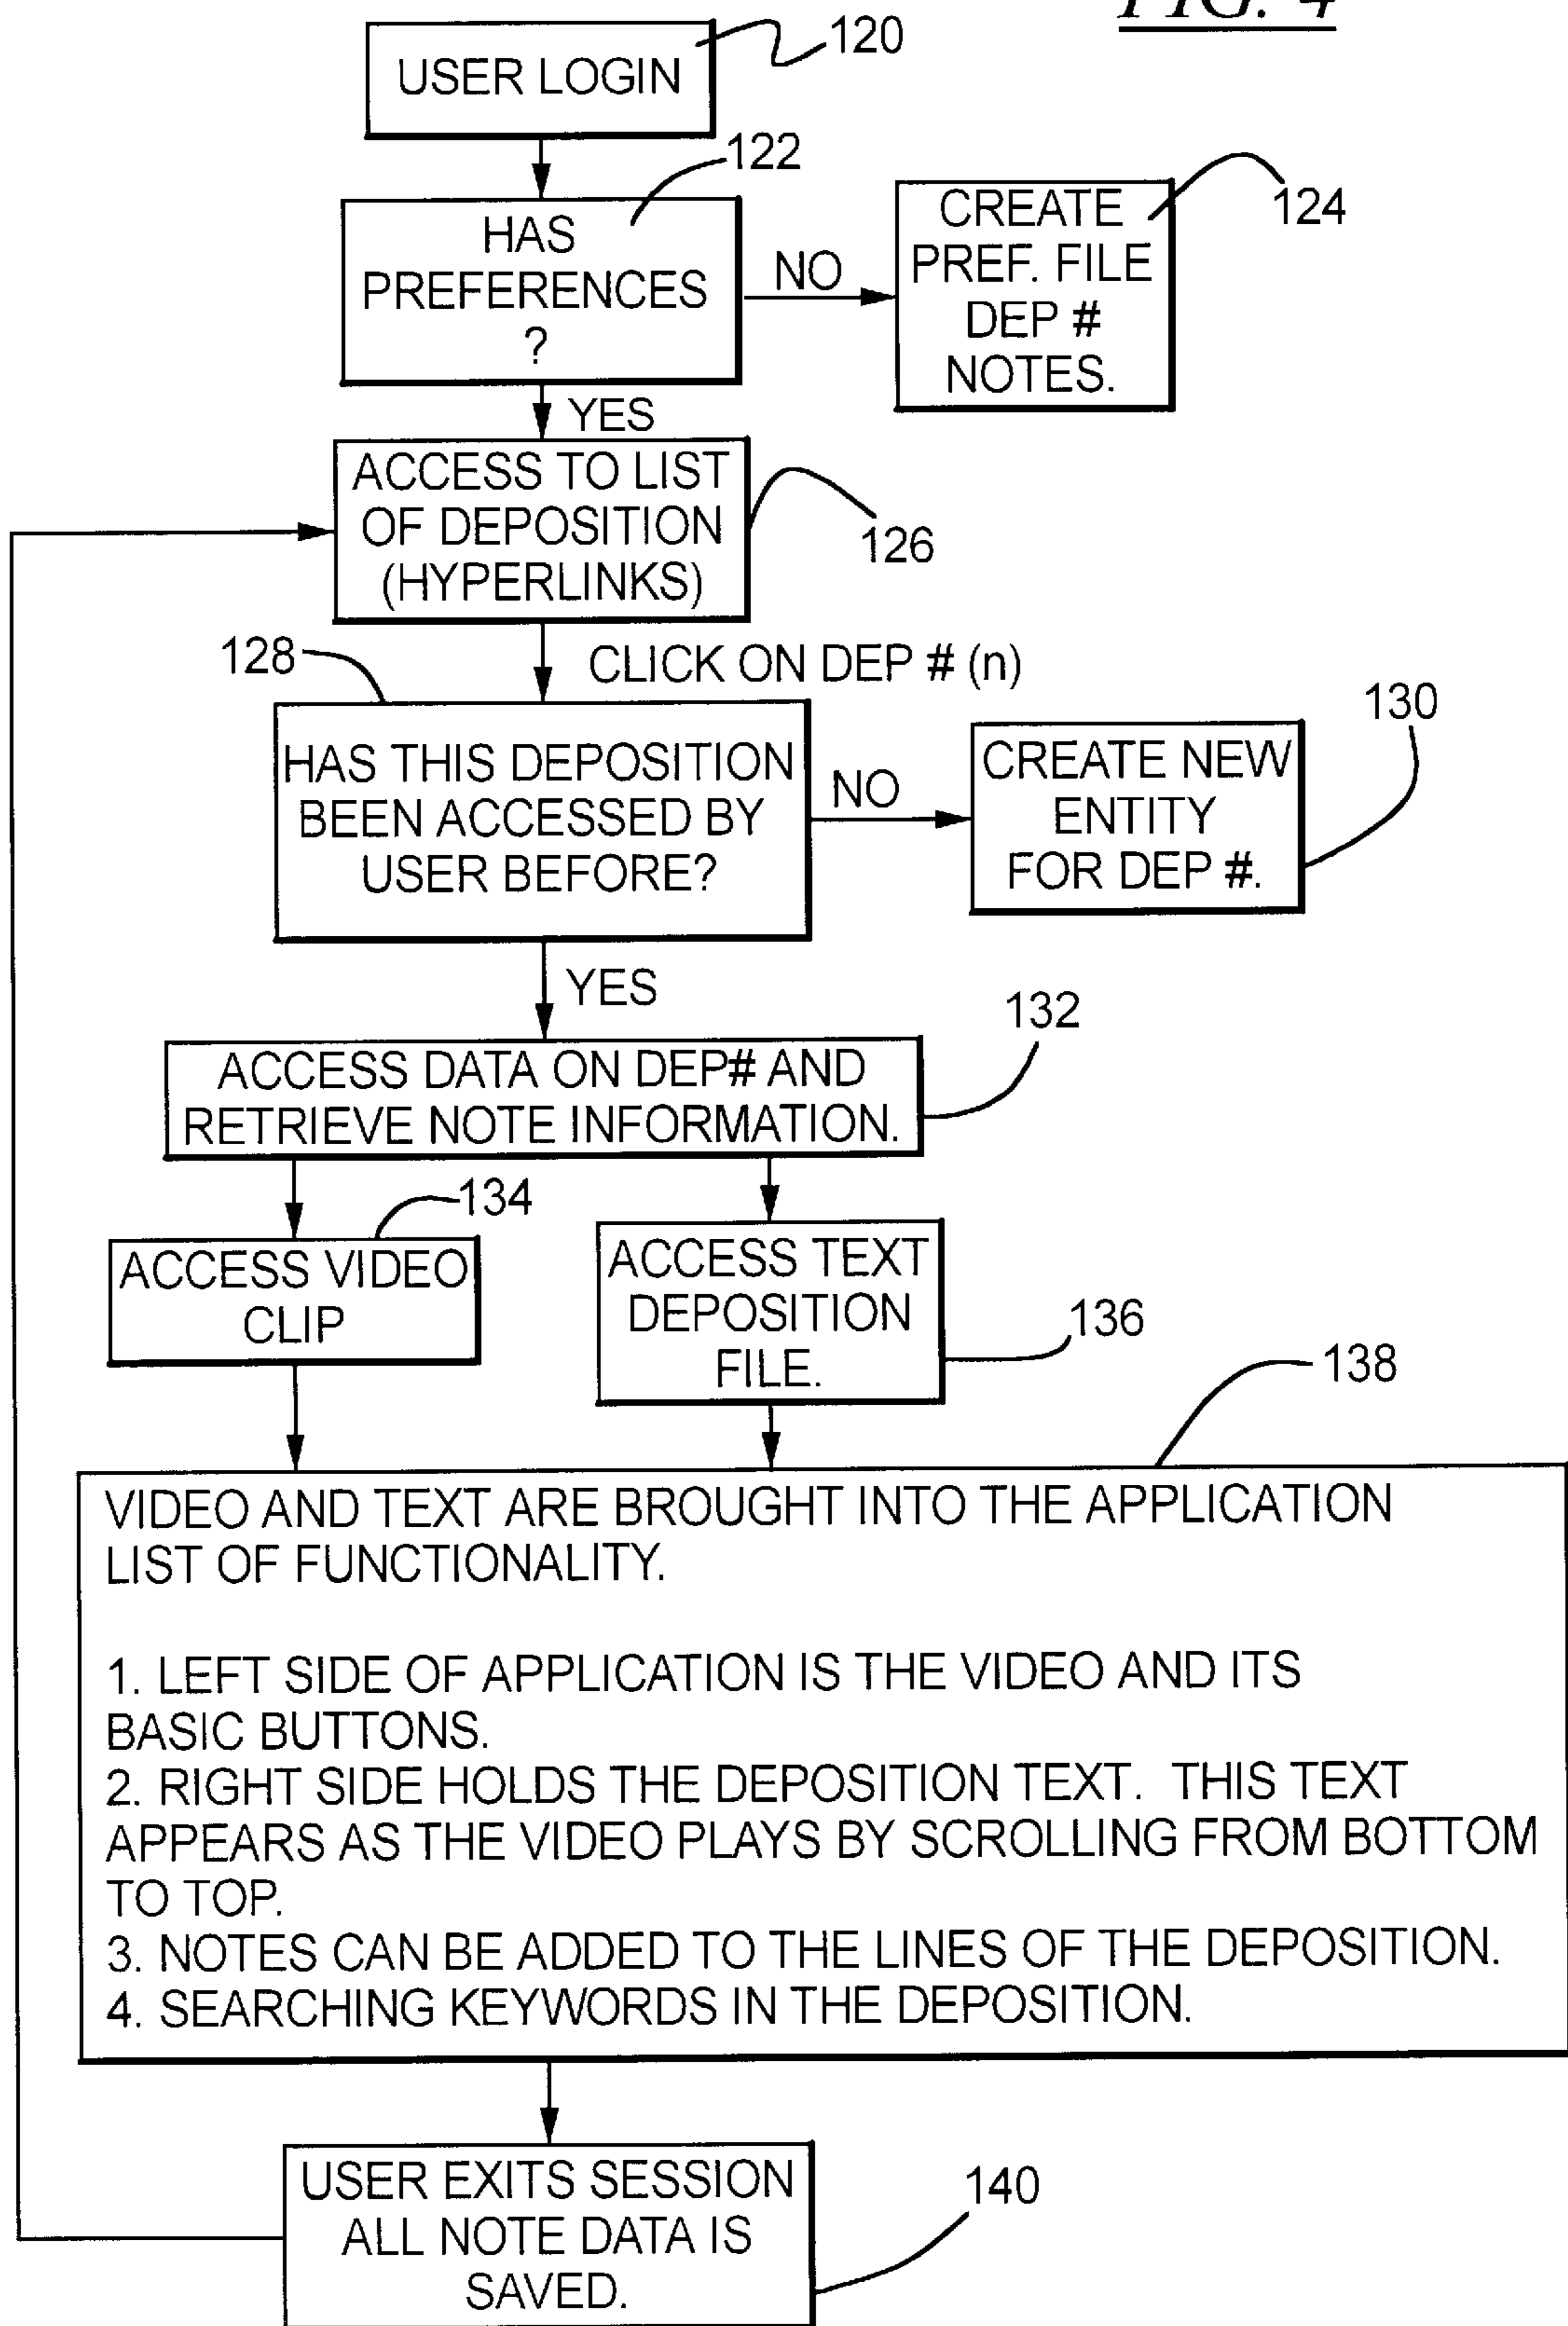 FIG. 4
120
USER LOGIN
122
HAS
PREFERENCES
?
NO
CREATE
PREF. FILE
DEP #
NOTES.
124
YES
ACCESS TO LIST
OF DEPOSITION
(HYPERLINKS)
126
128
CLICK ON DEP # (n)
HAS THIS DEPOSITION
BEEN ACCESSED BY
USER BEFORE?
NO
CREATE NEW
ENTITY
FOR DEP #.
130
YES
132
ACCESS DATA ON DEP# AND
RETRIEVE NOTE INFORMATION.
134
ACCESS VIDEO
CLIP
ACCESS TEXT
DEPOSITION
FILE.
136
138
VIDEO AND TEXT ARE BROUGHT INTO THE APPLICATION
LIST OF FUNCTIONALITY.
1. LEFT SIDE OF APPLICATION IS THE VIDEO AND ITS
BASIC BUTTONS.
2. RIGHT SIDE HOLDS THE DEPOSITION TEXT. THIS TEXT
APPEARS AS THE VIDEO PLAYS BY SCROLLING FROM BOTTOM
TO TOP.
3. NOTES CAN BE ADDED TO THE LINES OF THE DEPOSITION.
4. SEARCHING KEYWORDS IN THE DEPOSITION.
USER EXITS SESSION
ALL NOTE DATA IS
SAVED.
140